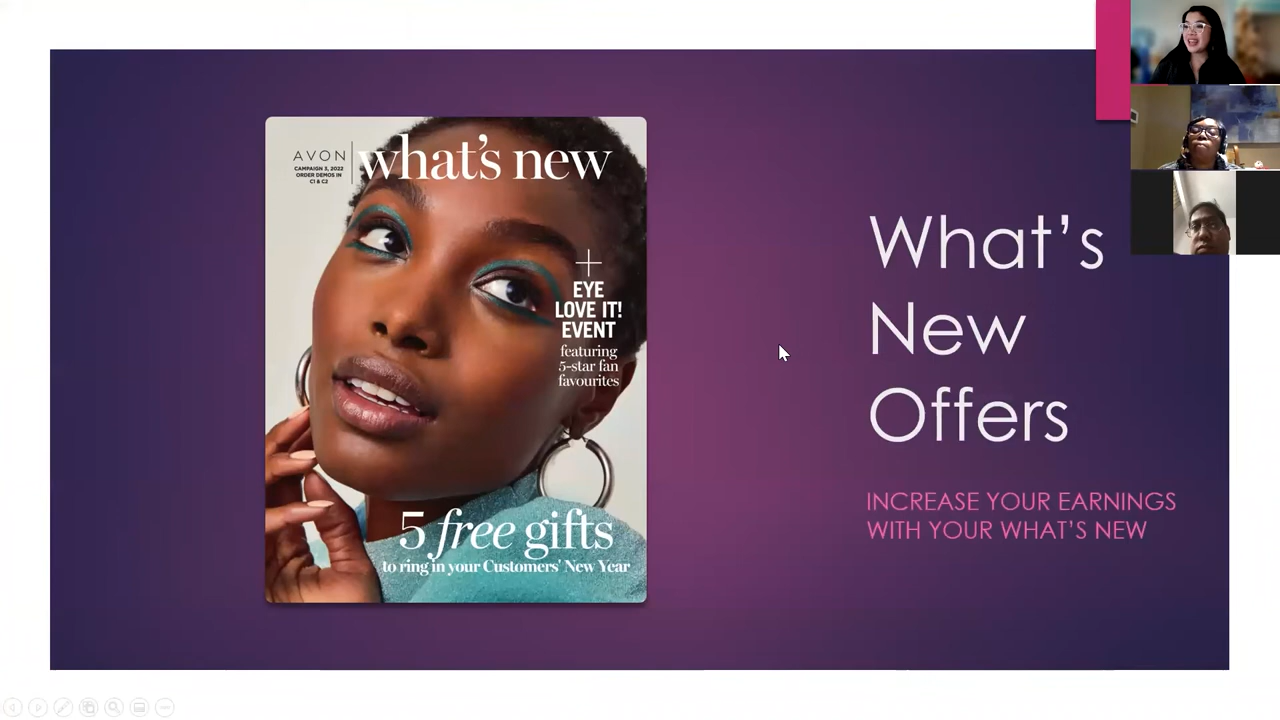 AVON
CAMPAIGN 3, 2022
ORDER DEMOS IN
C1 & C2
what's new
EYE
LOVE IT!
EVENT
featuring
5-star fan
favourites
5 free gifts
to ring in your Customers' New Year
What's
New
Offers
INCREASE YOUR EARNINGS
WITH YOUR WHAT'S NEW